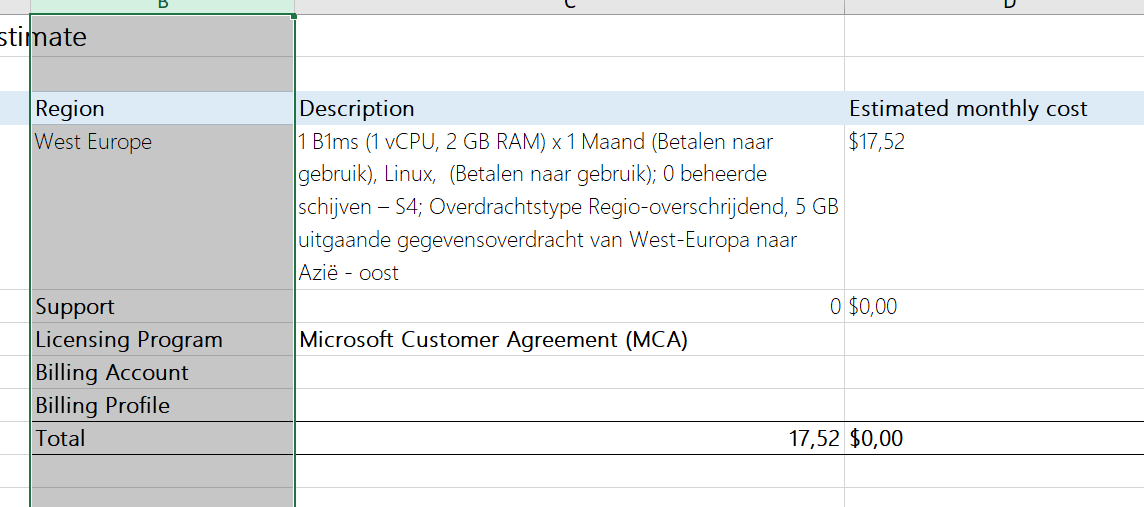 B C D
stimate
Region Description Estimated monthly cost
West Europe 1 B1ms (1 vCPU, 2 GB RAM) x 1 Maand (Betalen naar $17,52
gebruik), Linux,  (Betalen naar gebruik); 0 beheerde
schijven – S4; Overdrachtstype Regio-overschrijdend, 5 GB
uitgaande gegevensoverdracht van West-Europa naar
Azië - oost
Support 0 $0,00
Licensing Program Microsoft Customer Agreement (MCA)
Billing Account
Billing Profile
Total 17,52 $0,00